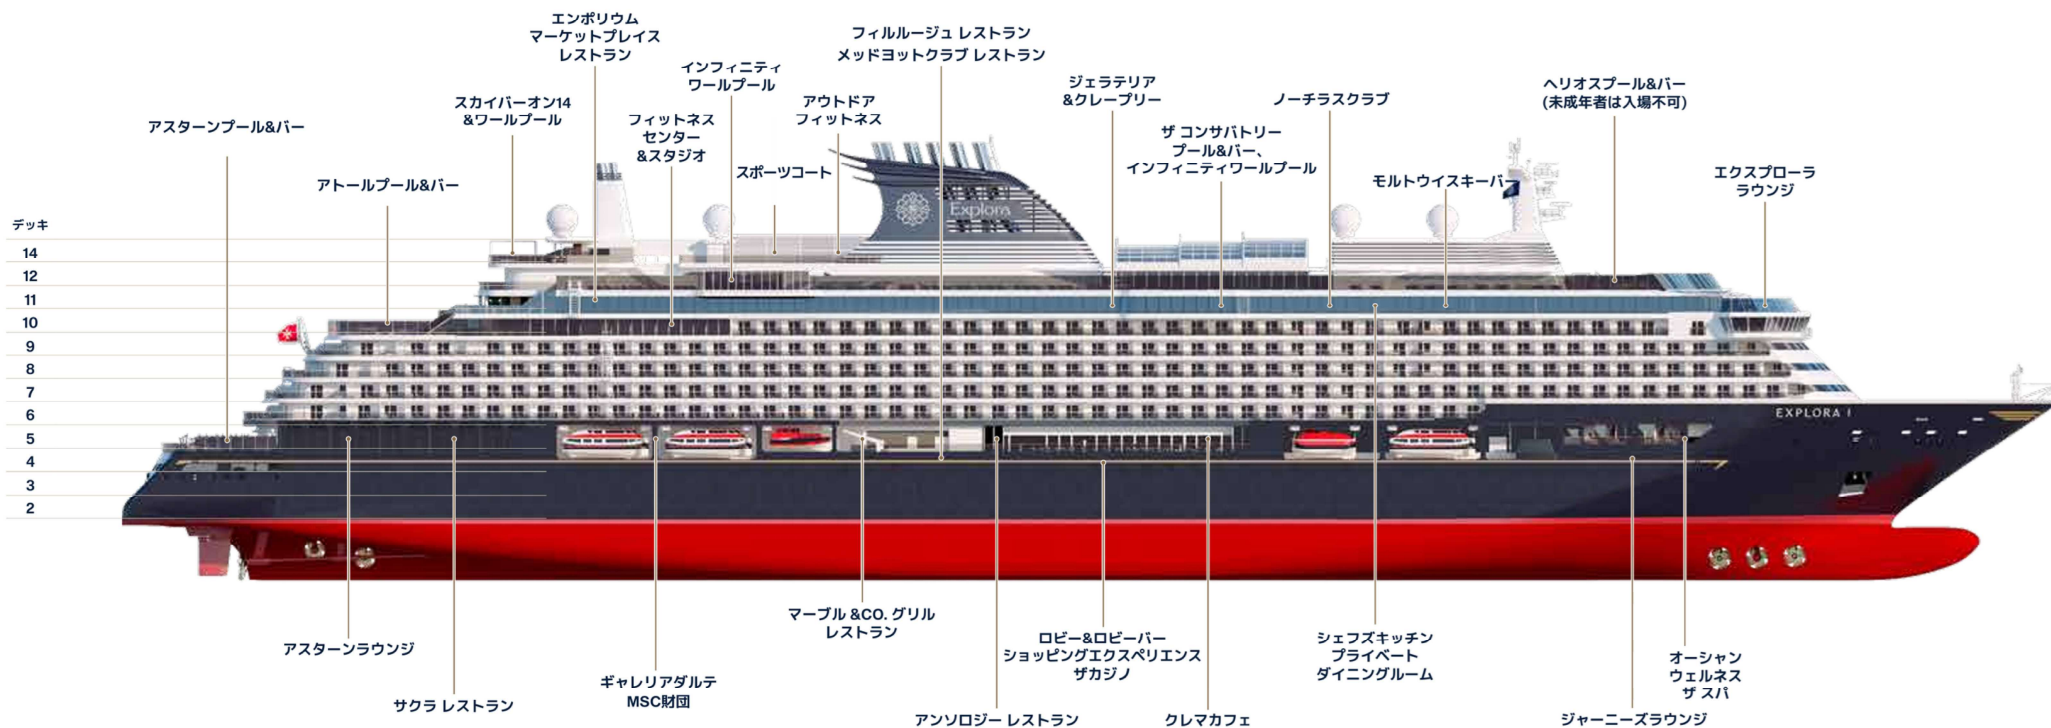 エンポリウム
マーケットプレイス
レストラン
フィルルージュ レストラン
メッドヨットクラブ レストラン
インフィニティ
ワールプール
ジェラテリア
&クレープリー
ヘリオスプール&バー
(未成年者は入場不可)
スカイバーオン14
&ワールプール
アウトドア
フィットネス
ノーチラスクラブ
アスターンプール&バー
フィットネス
センター
&スタジオ
ザ コンサバトリー
プール&バー、
インフィニティワールプール
スポーツコート
アトールプール&バー
モルトウイスキーバー
エクスプローラ
ラウンジ
Explora
デッキ
14
12
11
10
9
8
7
6
5
4
3
2
EXPLORA I
マーブル &CO. グリル
レストラン
アスターンラウンジ
ロビー&ロビーバー
ショッピングエクスペリエンス
ザカジノ
シェフズキッチン
プライベート
ダイニングルーム
オーシャン
ウェルネス
ザ スパ
ギャレリアダルテ
MSC財団
サクラ レストラン
アンソロジー レストラン
クレマカフェ
ジャーニーズラウンジ